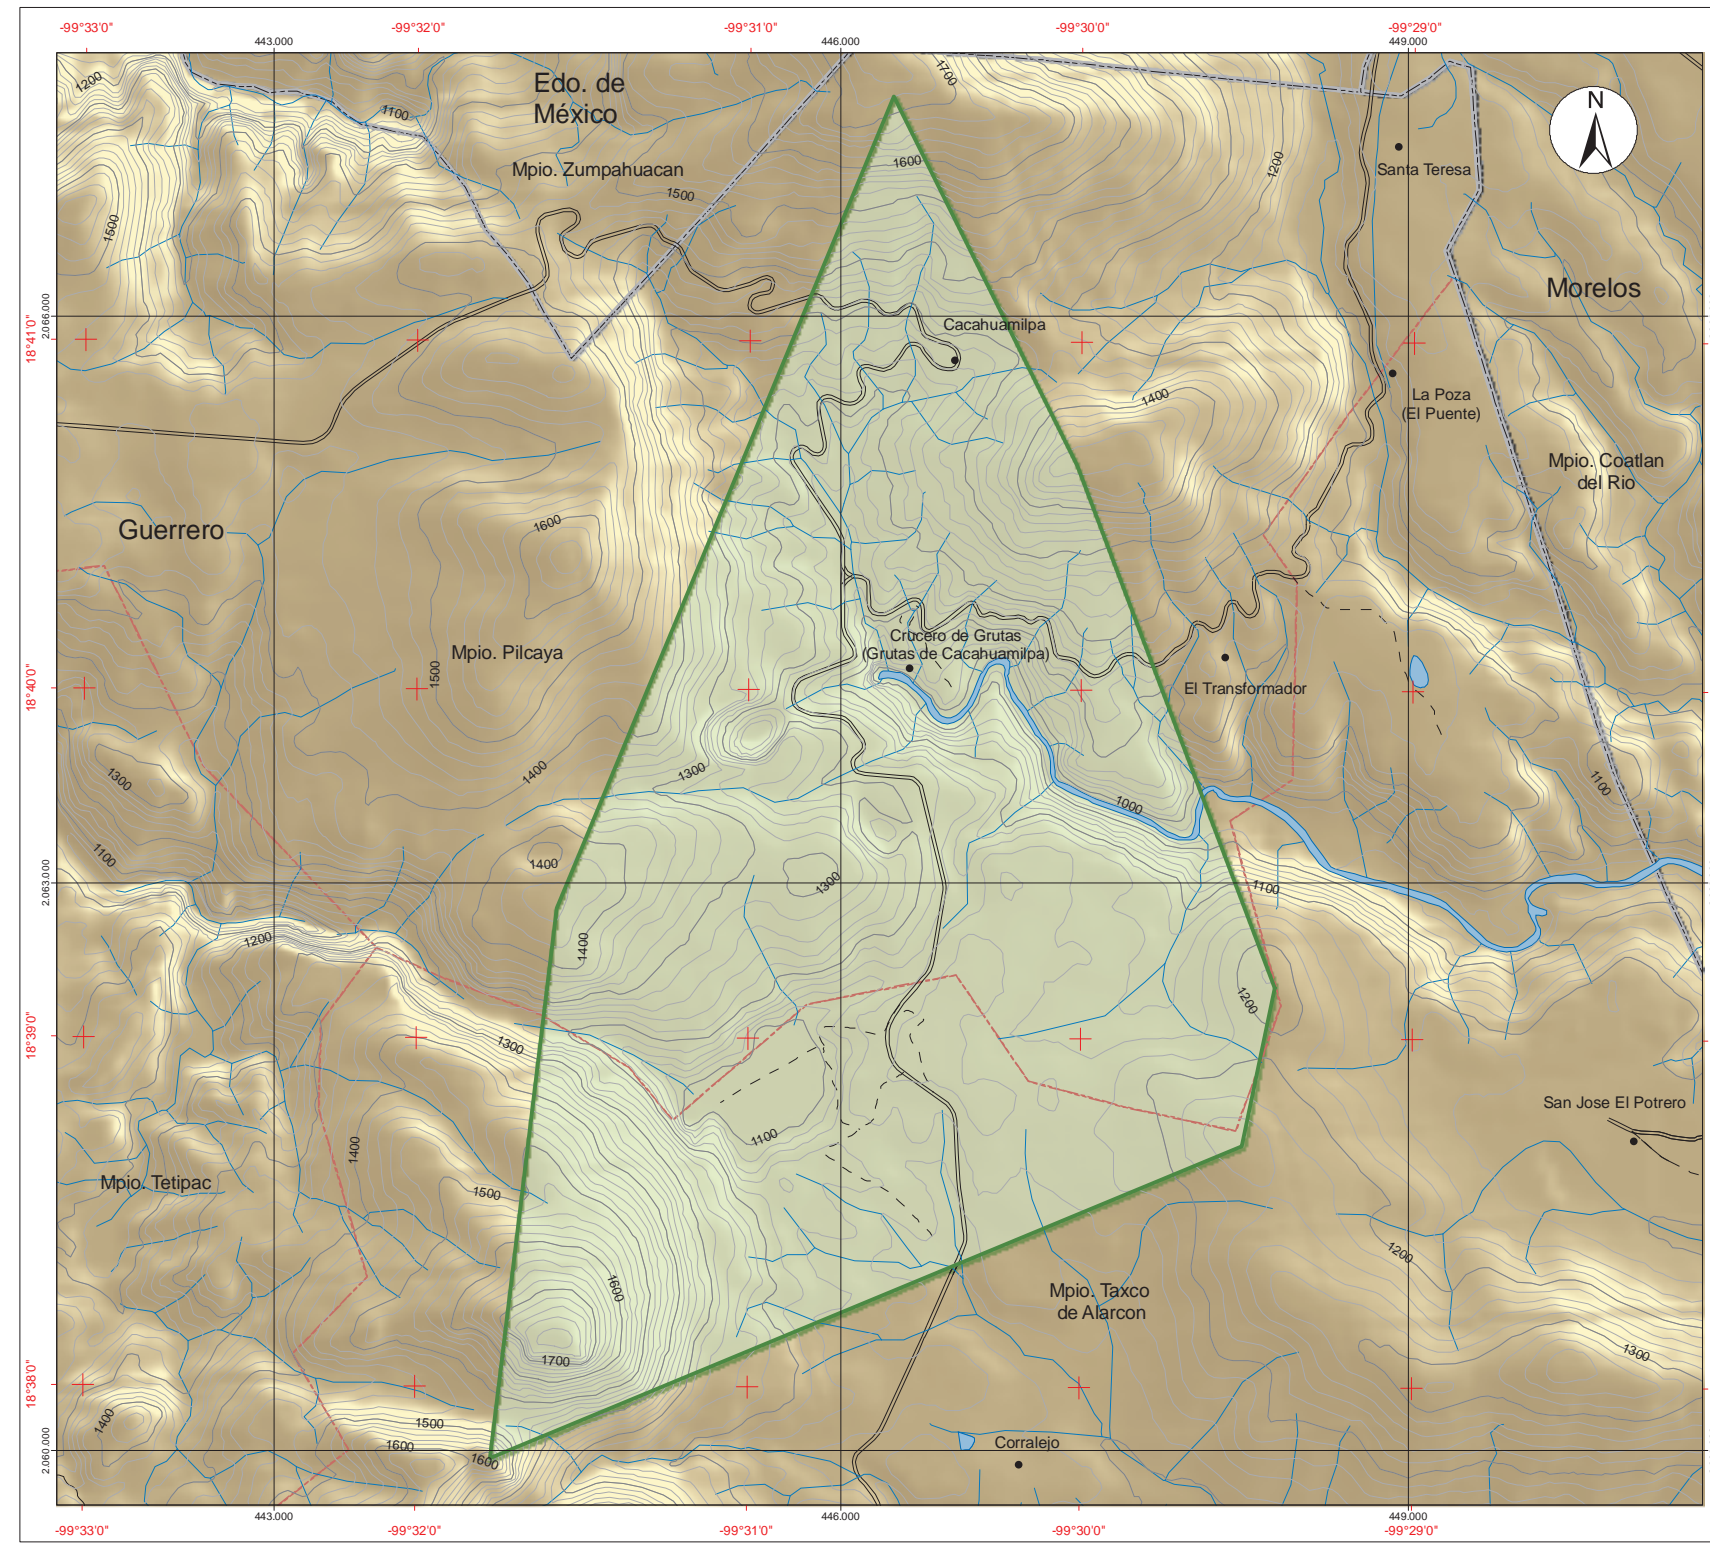 -99°33'0" -99°32'0" -99°31'0" -99°30'0" -99°29'0"
443.000 446.000 449.000
1200
1100
Edo. de
México
1700
N
Mpio. Zumpahuacan
1600
1200
Santa Teresa
1500
1500
Morelos
2.066.000
18°41'0"
Cacahuamilpa
1400
La Poza
(El Puente)
Mpio. Coatlan
del Rio
Guerrero
1600
Mpio. Pilcaya
1500
Crucero de Grutas
(Grutas de Cacahuamilpa)
El Transformador
18°40'0"
1300
1400
1300
1000
1100
1100
1400
1300
1100
2.063.000
1200
1400
1200
18°39'0"
1300
1100
San Jose El Potrero
1400
Mpio. Tetipac
1500
1200
1600
Mpio. Taxco
de Alarcon
1700
1300
18°38'0"
1400
1500
1600
1600
Corralejo
2.060.000
443.000 446.000 449.000
-99°33'0" -99°32'0" -99°31'0" -99°30'0" -99°29'0"